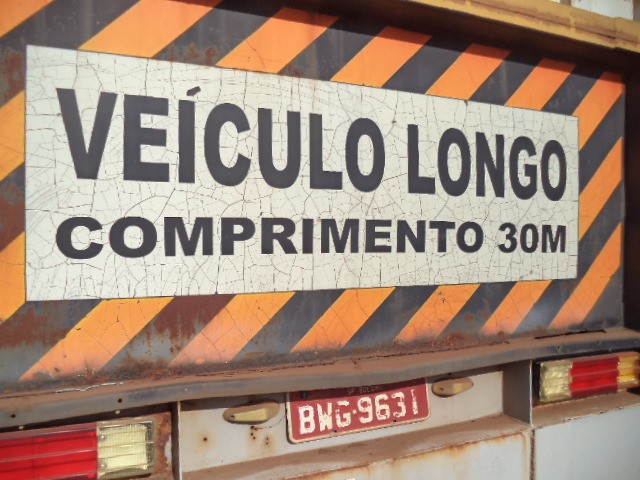 VEÍCULO LONGO
COMPRIMENTO 30M
BWG-9631